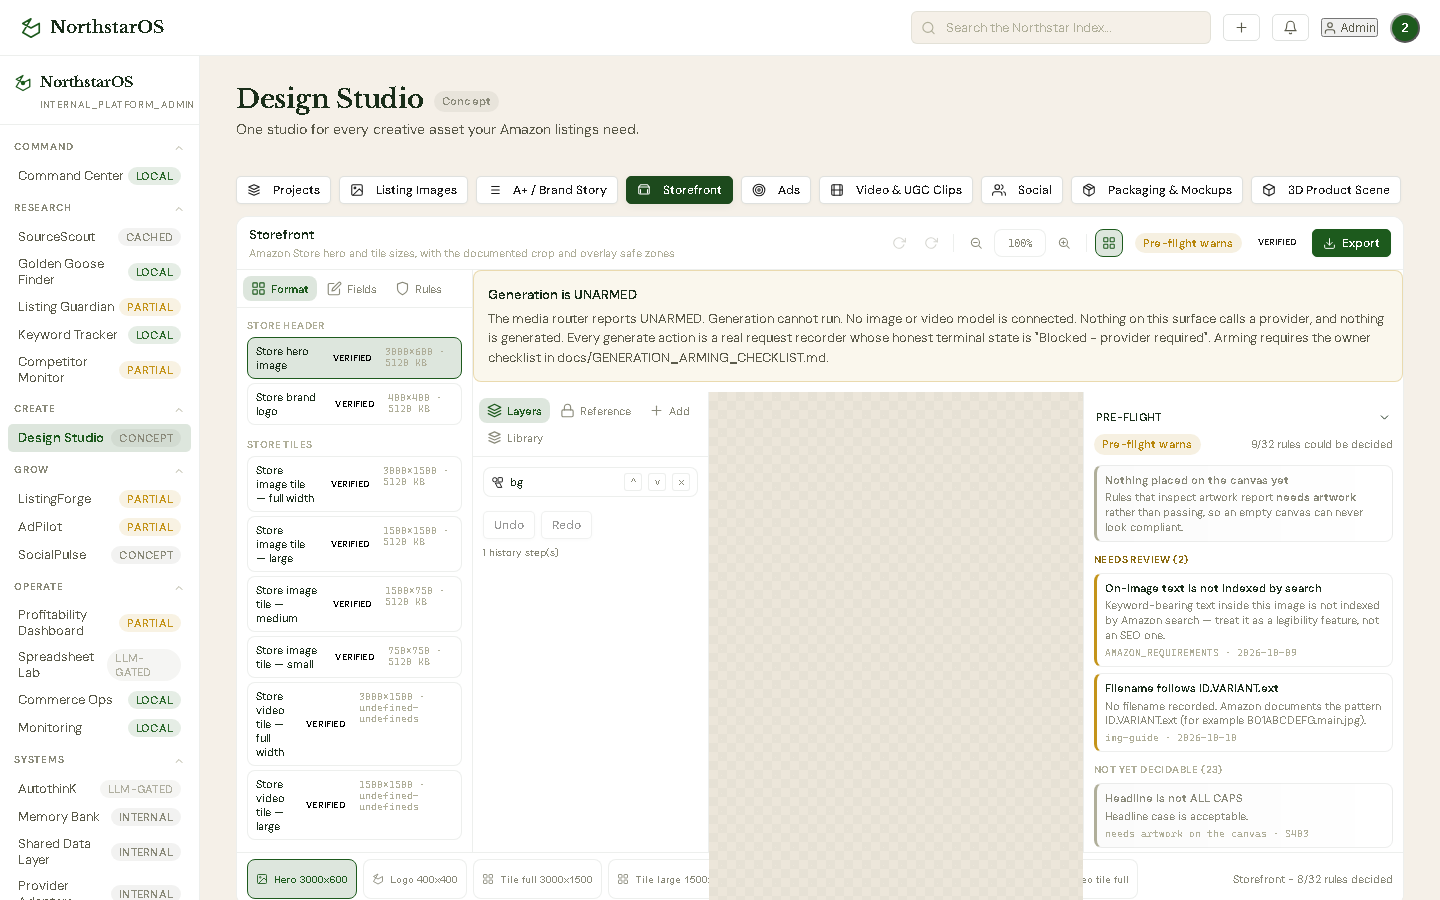 NorthstarOS
Search the Northstar Index...
Admin
2
NorthstarOS
INTERNAL_PLATFORM_ADMIN
COMMAND
Command Center LOCAL
RESEARCH
SourceScout CACHED
Golden Goose
Finder
LOCAL
Listing Guardian PARTIAL
Keyword Tracker LOCAL
Competitor
Monitor
PARTIAL
CREATE
Design Studio CONCEPT
GROW
ListingForge PARTIAL
AdPilot PARTIAL
SocialPulse CONCEPT
OPERATE
Profitability
Dashboard
PARTIAL
Spreadsheet
Lab
LLM-
GATED
Commerce Ops LOCAL
Monitoring LOCAL
SYSTEMS
AutothinK LLM-GATED
Memory Bank INTERNAL
Shared Data
Layer
INTERNAL
Provider
INTERNAL
Design Studio Concept
One studio for every creative asset your Amazon listings need.
Projects
Listing Images
A+ / Brand Story
Storefront
Ads
Video & UGC Clips
Social
Packaging & Mockups
3D Product Scene
Storefront
Amazon Store hero and tile sizes, with the documented crop and overlay safe zones
100%
Pre-flight warns
VERIFIED
Export
Format
Fields
Rules
STORE HEADER
Store hero
image
VERIFIED
3000×600 ·
5120 KB
Store brand
logo
VERIFIED
400×400 ·
5120 KB
STORE TILES
Store
image tile
— full width
VERIFIED
3000×1500 ·
5120 KB
Store
image tile
— large
VERIFIED
1500×1500 ·
5120 KB
Store image
tile —
medium
VERIFIED
1500×750 ·
5120 KB
Store image
tile — small
VERIFIED
750×750 ·
5120 KB
Store
video
tile —
full
width
VERIFIED
3000×1500 ·
undefined–
undefineds
Store
video
tile —
large
VERIFIED
1500×1500 ·
undefined–
undefineds
Generation is UNARMED
The media router reports UNARMED. Generation cannot run. No image or video model is connected. Nothing on this surface calls a provider, and nothing
is generated. Every generate action is a real request recorder whose honest terminal state is "Blocked - provider required". Arming requires the owner
checklist in docs/GENERATION_ARMING_CHECKLIST.md.
Layers
Reference
Add
Library
bg
^ v ×
Undo
Redo
1 history step(s)
PRE-FLIGHT
Pre-flight warns
9/32 rules could be decided
Nothing placed on the canvas yet
Rules that inspect artwork report needs artwork
rather than passing, so an empty canvas can never
look compliant.
NEEDS REVIEW (2)
On-image text is not indexed by search
Keyword-bearing text inside this image is not indexed
by Amazon search — treat it as a legibility feature, not
an SEO one.
AMAZON_REQUIREMENTS · 2026-10-09
Filename follows ID.VARIANT.ext
No filename recorded. Amazon documents the pattern
ID.VARIANT.ext (for example B01ABCDEFG.main.jpg).
img-guide · 2026-10-10
NOT YET DECIDABLE (23)
Headline is not ALL CAPS
Headline case is acceptable.
needs artwork on the canvas · S403
Hero 3000x600
Logo 400x400
Tile full 3000x1500
Tile large 1500
eo tile full
Storefront - 8/32 rules decided